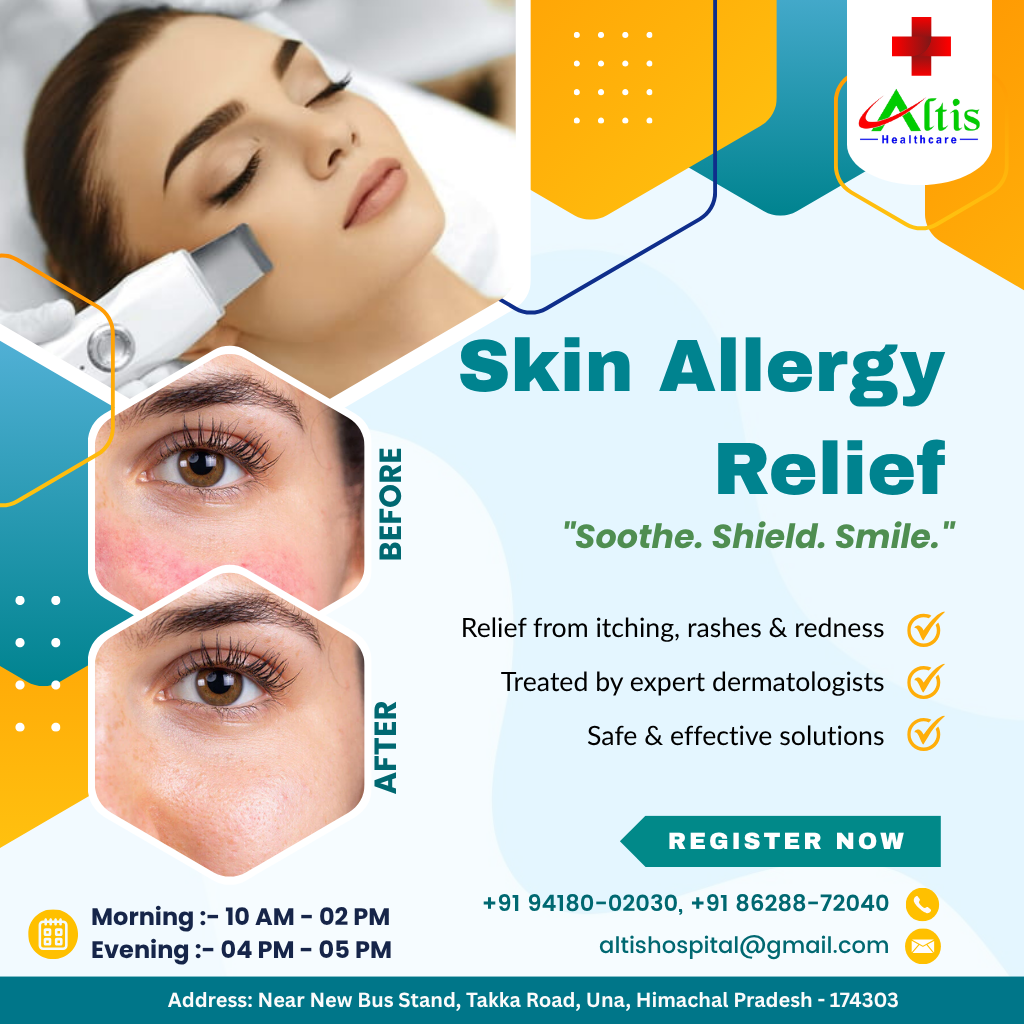 Altis
Healthcare
Skin Allergy
Relief
"Soothe. Shield. Smile."
BEFORE
Relief from itching, rashes & redness
Treated by expert dermatologists
Safe & effective solutions
AFTER
REGISTER NOW
Morning :- 10 AM - 02 PM
Evening :- 04 PM - 05 PM
+91 94180-02030, +91 86288-72040
altishospital@gmail.com
Address: Near New Bus Stand, Takka Road, Una, Himachal Pradesh - 174303